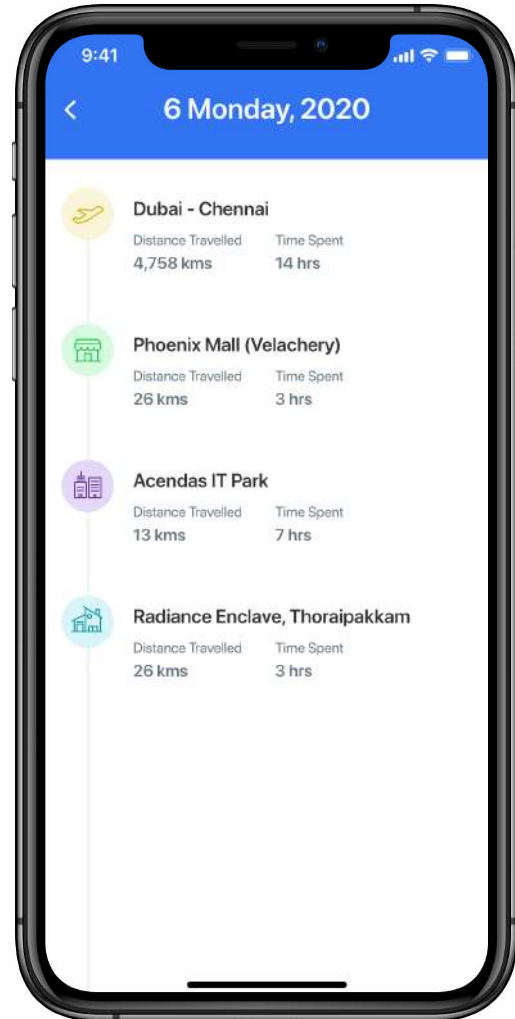 9:41
6 Monday, 2020
Dubai - Chennai
Distance Travelled Time Spent
4,758 kms 14 hrs
Phoenix Mall (Velachery)
Distance Travelled Time Spent
26 kms 3 hrs
Acendas IT Park
Distance Travelled Time Spent
13 kms 7 hrs
Radiance Enclave, Thoraipakkam
Distance Travelled Time Spent
26 kms 3 hrs